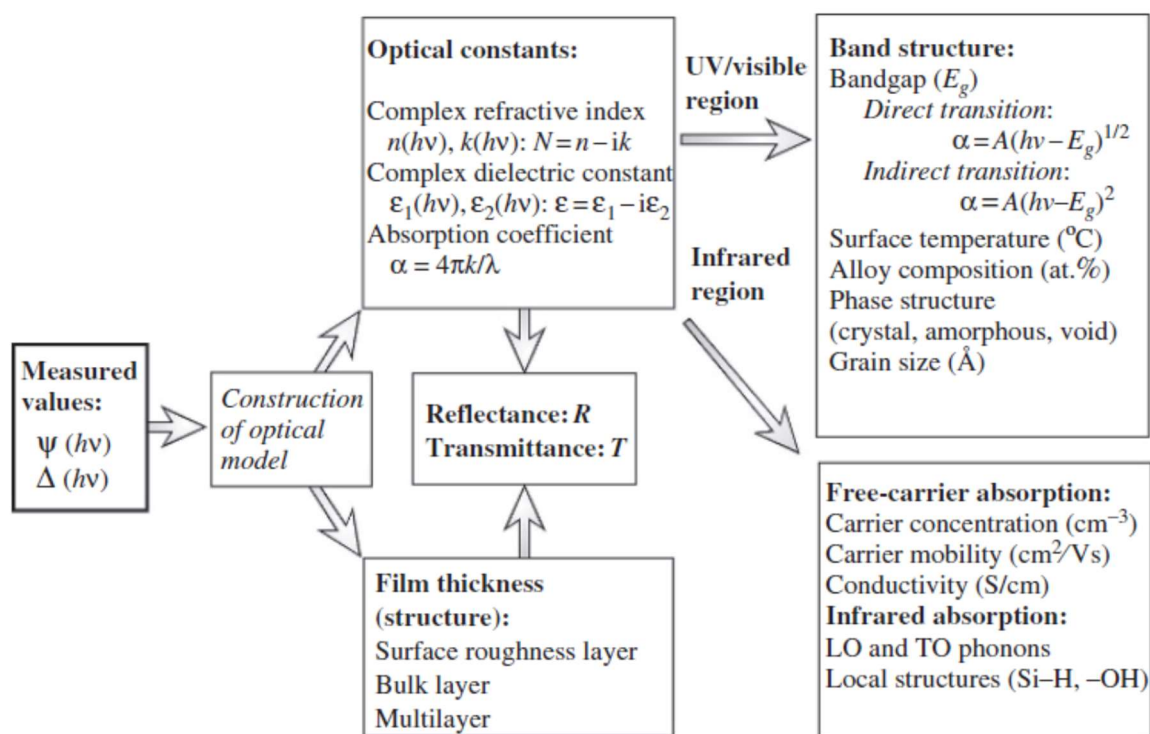 Measured
values:
ψ (hν)
Δ (hν)
Construction
of optical
model
Optical constants:
Complex refractive index
n(hν), k(hν): N = n – ik
Complex dielectric constant
ε₁(hν), ε₂(hν): ε = ε₁ – iε₂
Absorption coefficient
α = 4πk/λ
Reflectance: R
Transmittance: T
Film thickness
(structure):
Surface roughness layer
Bulk layer
Multilayer
UV/visible
region
Infrared
region
Band structure:
Bandgap (E_g)
Direct transition:
α = A(hν – E_g)^1/2
Indirect transition:
α = A(hν–E_g)^2
Surface temperature (°C)
Alloy composition (at.%)
Phase structure
(crystal, amorphous, void)
Grain size (Å)
Free-carrier absorption:
Carrier concentration (cm⁻³)
Carrier mobility (cm²/Vs)
Conductivity (S/cm)
Infrared absorption:
LO and TO phonons
Local structures (Si–H, –OH)